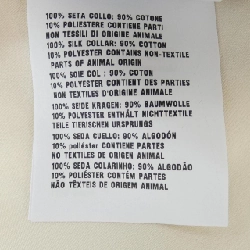 100% SETA COLLO: 90% COTONE
10% POLIESTERE CONTIENE PARTI
NON TESSILI DI ORIGINE ANIMALE
100% SILK COLLAR: 90% COTTON
10% POLYESTER CONTAINS NON-TEXTILE
PARTS OF ANIMAL ORIGIN
100% SOIE COL : 90% COTON
10% POLYESTER CONTIENT DES PARTIES
NON TEXTILES D'ORIGINE ANIMALE
100% SEIDE KRAGEN: 90% BAUMWOLLE
10% POLYESTER ENTHÄLT NICHTTEXTILE
TEILE TIERISCHEN URSPRUNGS
100% SEDA CUELLO: 90% ALGODÓN
10% poliéster CONTIENE PARTES
NO TEXTILES DE ORIGEN ANIMAL
100% SEDA COLARINHO: 90% ALGODÃO
10% POLIÉSTER CONTÉM PARTES
NÃO TÊXTEIS DE ORIGEM ANIMAL